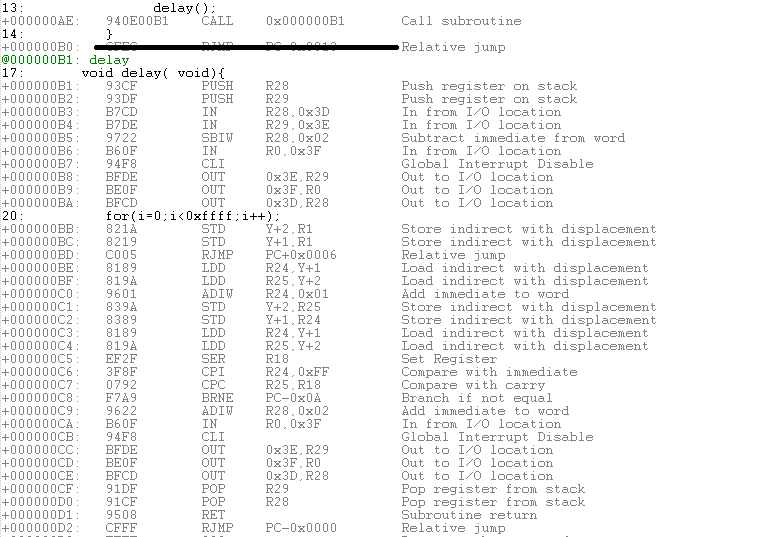 13: delay();
+000000AE: 940E00B1 CALL 0x000000B1 Call subroutine
14: }
+000000B0: Relative jump
@000000B1: delay
17: void delay( void){
+000000B1: 93CF PUSH R28 Push register on stack
+000000B2: 93DF PUSH R29 Push register on stack
+000000B3: B7CD IN R28,0x3D In from I/O location
+000000B4: B7DE IN R29,0x3E In from I/O location
+000000B5: 9722 SBIW R28,0x02 Subtract immediate from word
+000000B6: B60F IN R0,0x3F In from I/O location
+000000B7: 94F8 CLI Global Interrupt Disable
+000000B8: BFDE OUT 0x3E,R29 Out to I/O location
+000000B9: BE0F OUT 0x3F,R0 Out to I/O location
+000000BA: BFCD OUT 0x3D,R28 Out to I/O location
20: for(i=0;i<0xffff;i++);
+000000BB: 821A STD Y+2,R1 Store indirect with displacement
+000000BC: 8219 STD Y+1,R1 Store indirect with displacement
+000000BD: C005 RJMP PC+0x0006 Relative jump
+000000BE: 8189 LDD R24,Y+1 Load indirect with displacement
+000000BF: 819A LDD R25,Y+2 Load indirect with displacement
+000000C0: 9601 ADIW R24,0x01 Add immediate to word
+000000C1: 839A STD Y+2,R25 Store indirect with displacement
+000000C2: 8389 STD Y+1,R24 Store indirect with displacement
+000000C3: 8189 LDD R24,Y+1 Load indirect with displacement
+000000C4: 819A LDD R25,Y+2 Load indirect with displacement
+000000C5: EF2F SER R18 Set Register
+000000C6: 3F8F CPI R24,0xFF Compare with immediate
+000000C7: 0792 CPC R25,R18 Compare with carry
+000000C8: F7A9 BRNE PC-0x0A Branch if not equal
+000000C9: 9622 ADIW R28,0x02 Add immediate to word
+000000CA: B60F IN R0,0x3F In from I/O location
+000000CB: 94F8 CLI Global Interrupt Disable
+000000CC: BFDE OUT 0x3E,R29 Out to I/O location
+000000CD: BE0F OUT 0x3F,R0 Out to I/O location
+000000CE: BFCD OUT 0x3D,R28 Out to I/O location
+000000CF: 91DF POP R29 Pop register from stack
+000000D0: 91CF POP R28 Pop register from stack
+000000D1: 9508 RET Subroutine return
+000000D2: CFFF RJMP PC-0x0000 Relative jump